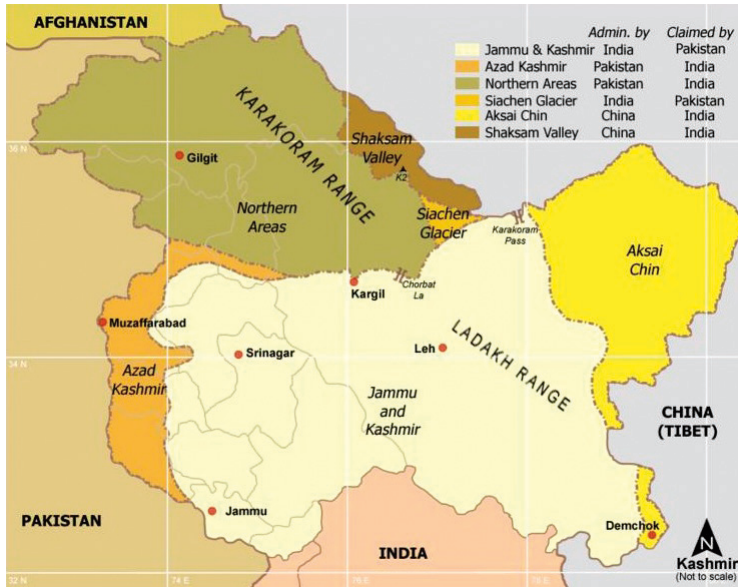 AFGHANISTAN
Admin. by Claimed by
Jammu & Kashmir India Pakistan
Azad Kashmir Pakistan India
Northern Areas Pakistan India
Siachen Glacier India Pakistan
Aksai Chin China India
Shaksam Valley China India
KARAKORAM RANGE
36 N
Shaksam
Valley
K2
Gilgit
Northern
Areas
Siachen
Glacier
Karakoram
Pass
Aksai
Chin
Kargil
Chorbat
La
Muzaffarabad
LADAKH RANGE
34 N
Srinagar
Leh
Azad
Kashmir
Jammu
and
Kashmir
CHINA
(TIBET)
PAKISTAN
Jammu
Demchok
N
INDIA
Kashmir
(Not to scale)
32 N
74 E
76 E
78 E